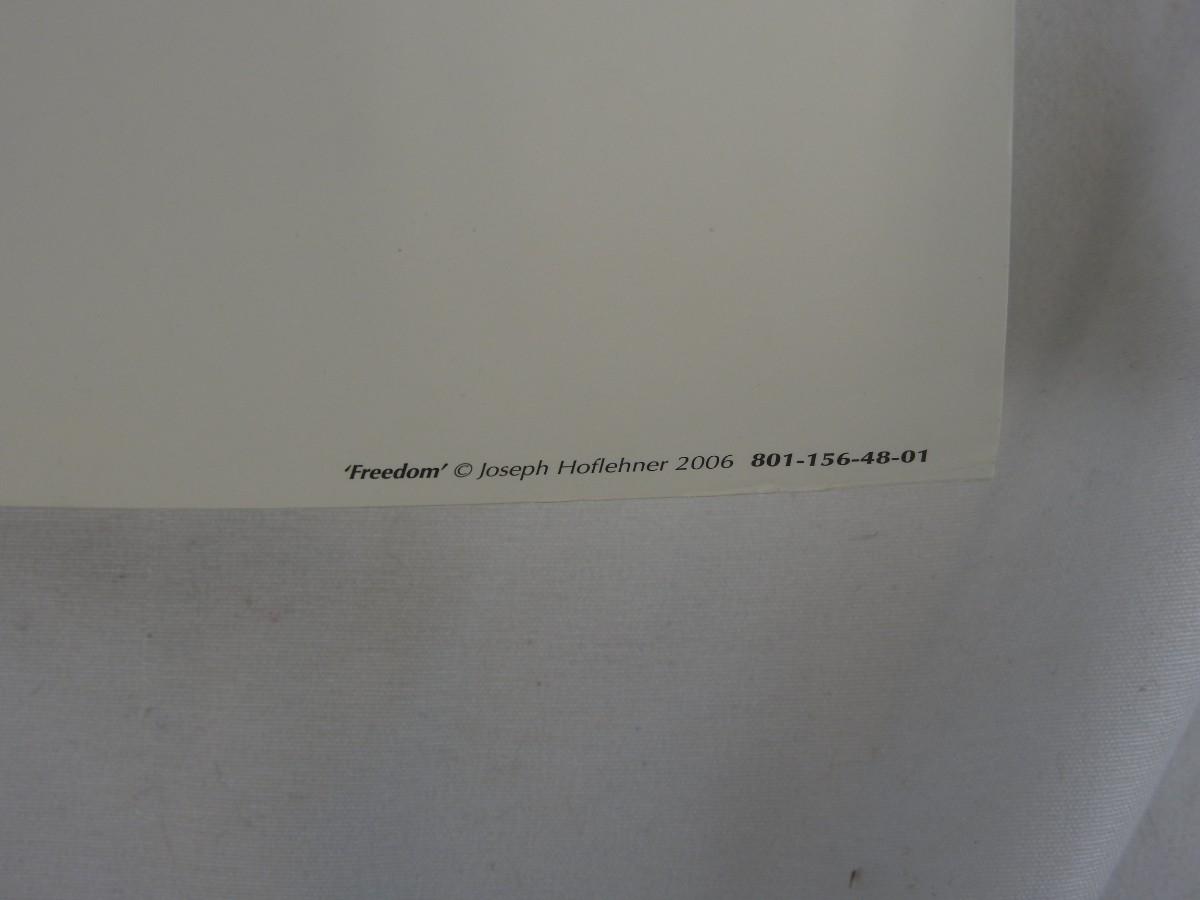 ‘Freedom’ © Joseph Hoflehner 2006 801-156-48-01